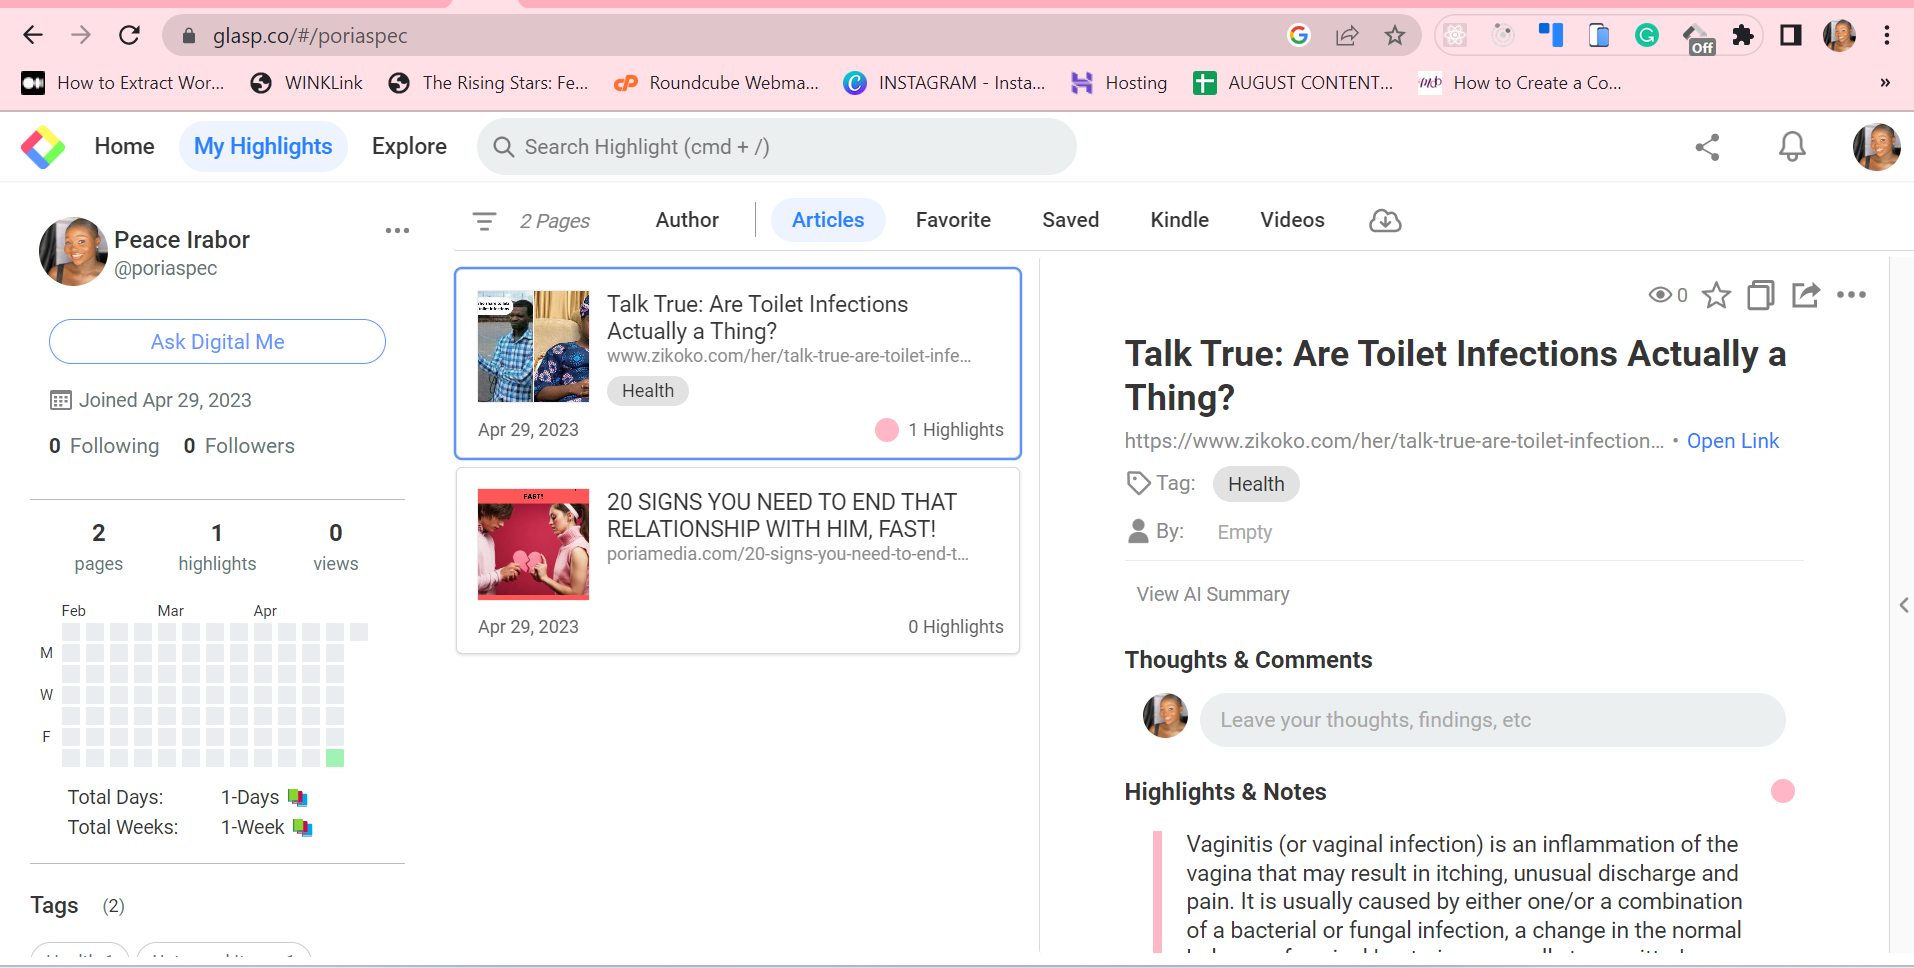 glasp.co/#/poriaspec
Off
How to Extract Wor...
WINKLink
The Rising Stars: Fe...
Roundcube Webma...
INSTAGRAM - Insta...
Hosting
AUGUST CONTENT...
How to Create a Co...
»
Home
My Highlights
Explore
Search Highlight (cmd + /)
Peace Irabor
@poriaspec
Ask Digital Me
Joined Apr 29, 2023
0 Following 0 Followers
2 1 0
pages highlights views
Feb Mar Apr
M
W
F
Total Days: 1-Days
Total Weeks: 1-Week
Tags (2)
2 Pages
Author
Articles
Favorite
Saved
Kindle
Videos
Talk True: Are Toilet Infections
Actually a Thing?
www.zikoko.com/her/talk-true-are-toilet-infe...
Health
Apr 29, 2023
1 Highlights
FAST!
20 SIGNS YOU NEED TO END THAT
RELATIONSHIP WITH HIM, FAST!
poriamedia.com/20-signs-you-need-to-end-t...
Apr 29, 2023
0 Highlights
0
Talk True: Are Toilet Infections Actually a
Thing?
https://www.zikoko.com/her/talk-true-are-toilet-infection... • Open Link
Tag: Health
By: Empty
View AI Summary
Thoughts & Comments
Leave your thoughts, findings, etc
Highlights & Notes
Vaginitis (or vaginal infection) is an inflammation of the
vagina that may result in itching, unusual discharge and
pain. It is usually caused by either one/or a combination
of a bacterial or fungal infection, a change in the normal